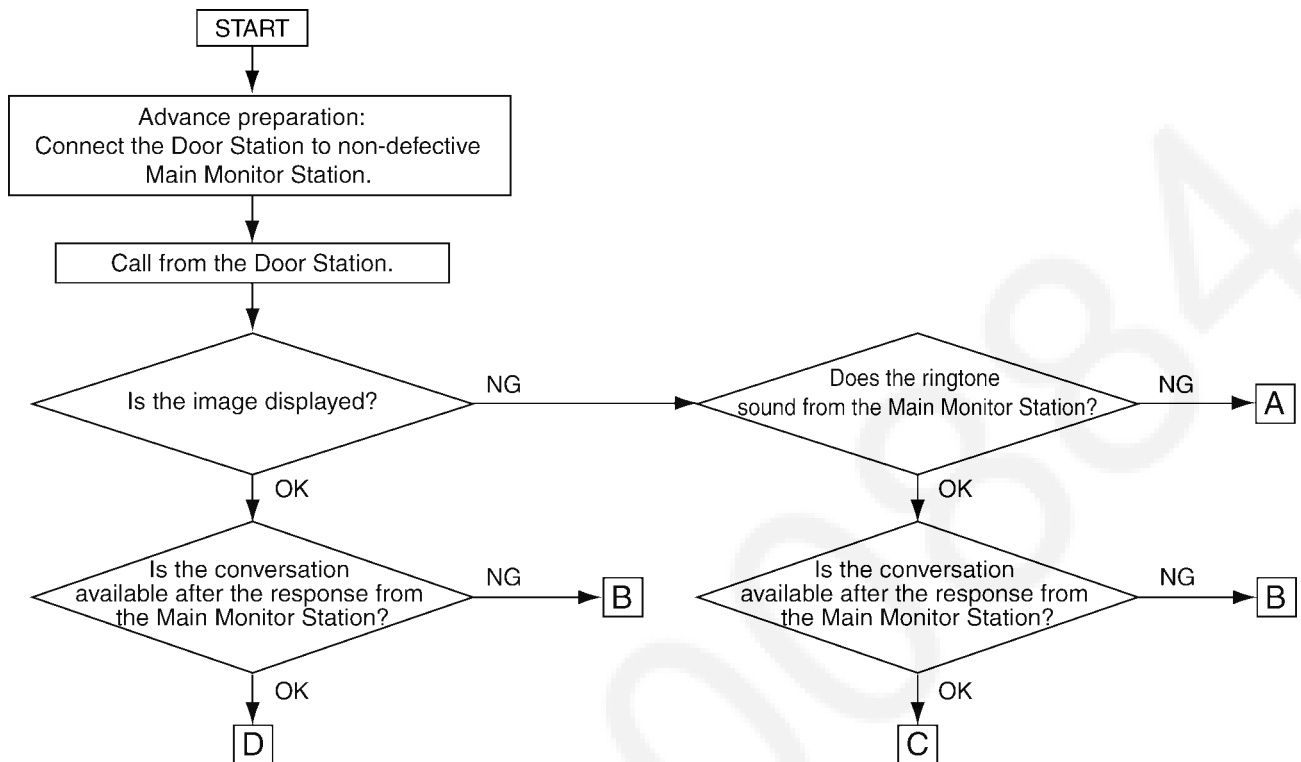 START
Advance preparation:
Connect the Door Station to non-defective
Main Monitor Station.
Call from the Door Station.
Is the image displayed?
NG
Does the ringtone
sound from the Main Monitor Station?
NG
A
OK
OK
Is the conversation
available after the response from
the Main Monitor Station?
NG
B
Is the conversation
available after the response from
the Main Monitor Station?
NG
B
OK
OK
D
C